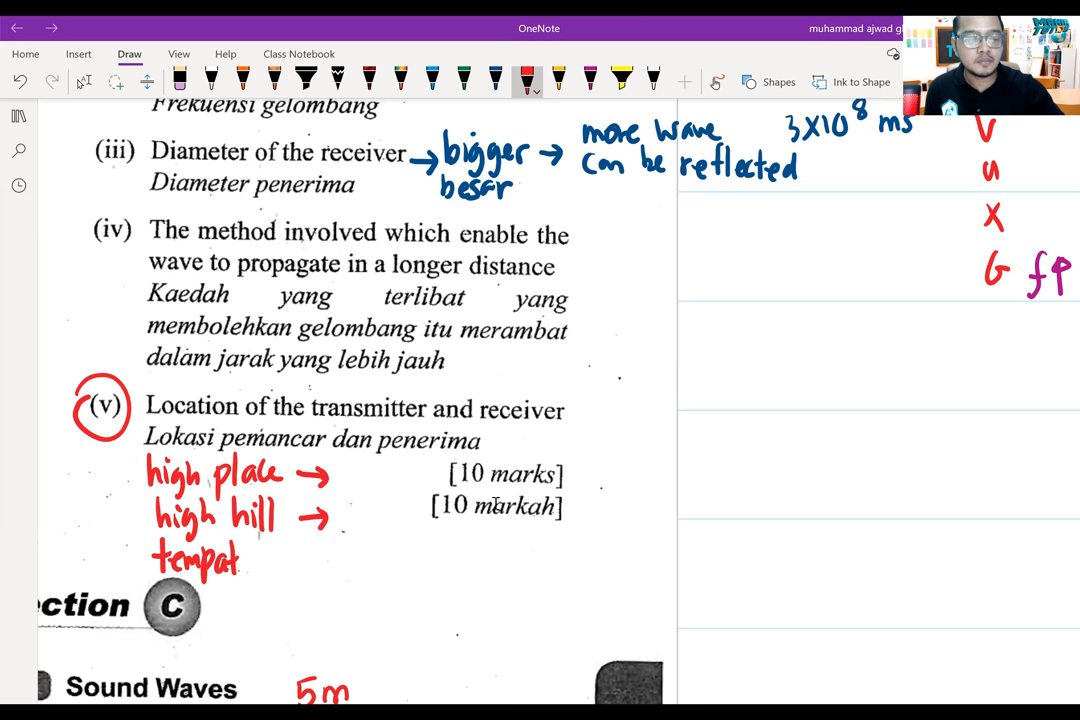 OneNote
muhammad ajwad g
Home Insert Draw View Help Class Notebook
Shapes Ink to Shape
Frekuensi gelombang
(iii) Diameter of the receiver → bigger → more wave can be reflected
Diameter penerima besar
3x10⁸ ms
V
u
X
G fp
(iv) The method involved which enable the
wave to propagate in a longer distance
Kaedah yang terlibat yang
membolehkan gelombang itu merambat
dalam jarak yang lebih jauh
(v) Location of the transmitter and receiver
Lokasi pemancar dan penerima
high place → [10 marks]
high hill → [10 markah]
tempat
ction C
Sound Waves 5m